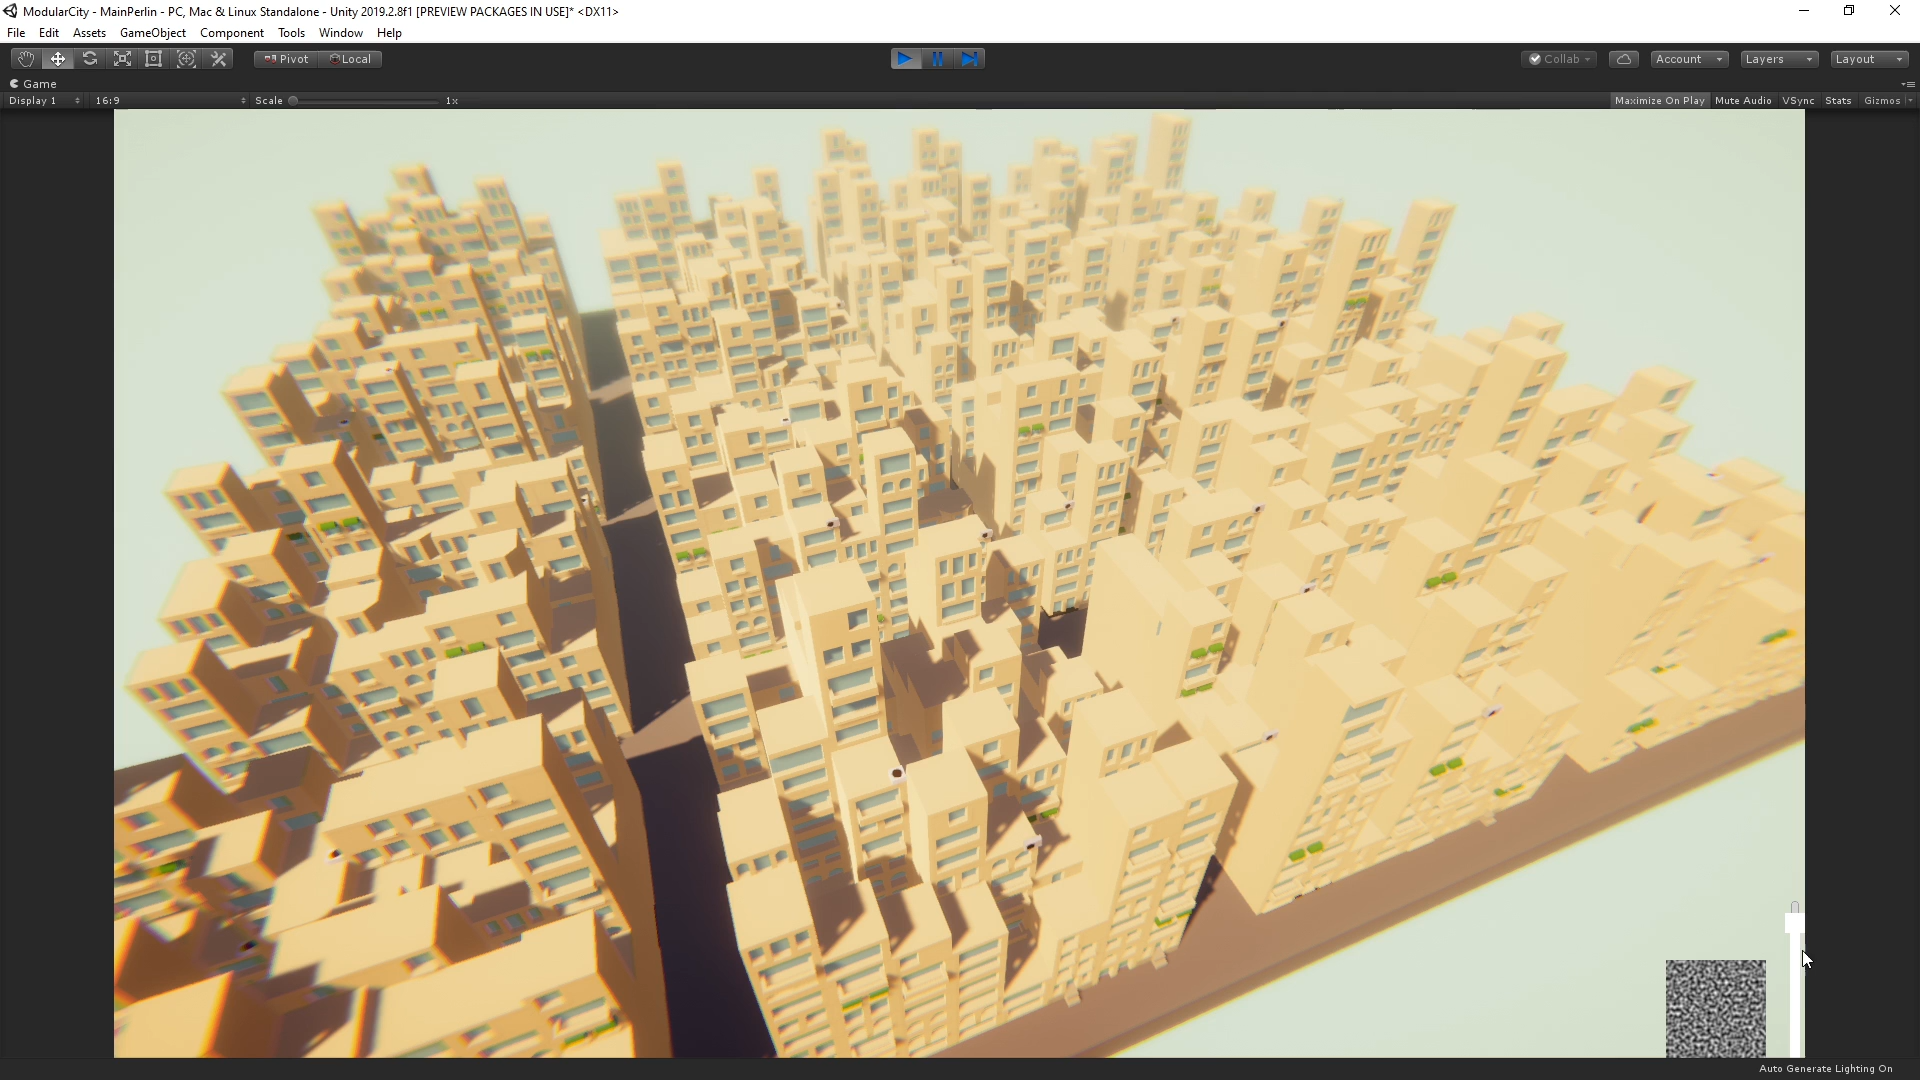 ModularCity - MainPerlin - PC, Mac & Linux Standalone - Unity 2019.2.8f1 [PREVIEW PACKAGES IN USE]* <DX11>
File Edit Assets GameObject Component Tools Window Help
Pivot Local Collab Account Layers Layout
Game
Display 1 16:9 Scale 1x Maximize On Play Mute Audio VSync Stats Gizmos
Auto Generate Lighting On